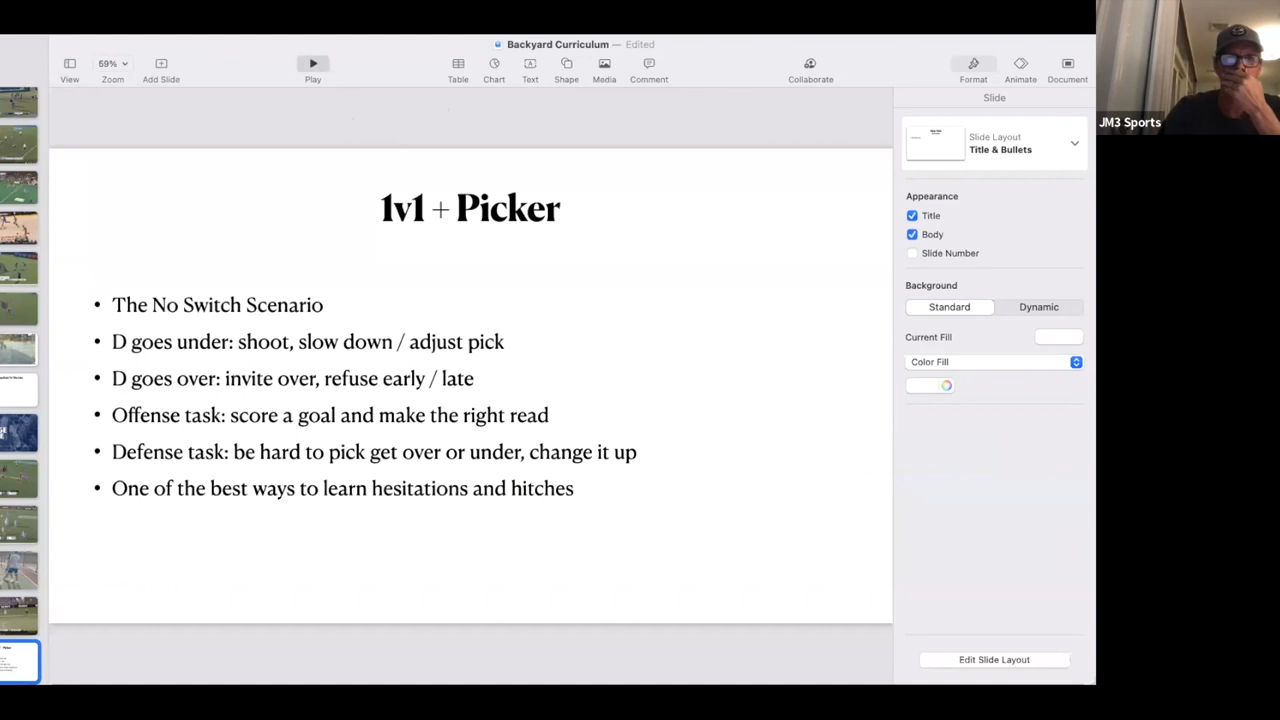 Backyard Curriculum — Edited
59%
View
Zoom
Add Slide
Play
Table
Chart
Text
Shape
Media
Comment
Collaborate
Format
Animate
Document
JM3 Sports
Slide
Slide Layout
Title & Bullets
Appearance
Title
Body
Slide Number
Background
Standard
Dynamic
Current Fill
Color Fill
Edit Slide Layout
1v1 + Picker
• The No Switch Scenario
• D goes under: shoot, slow down / adjust pick
• D goes over: invite over, refuse early / late
• Offense task: score a goal and make the right read
• Defense task: be hard to pick get over or under, change it up
• One of the best ways to learn hesitations and hitches